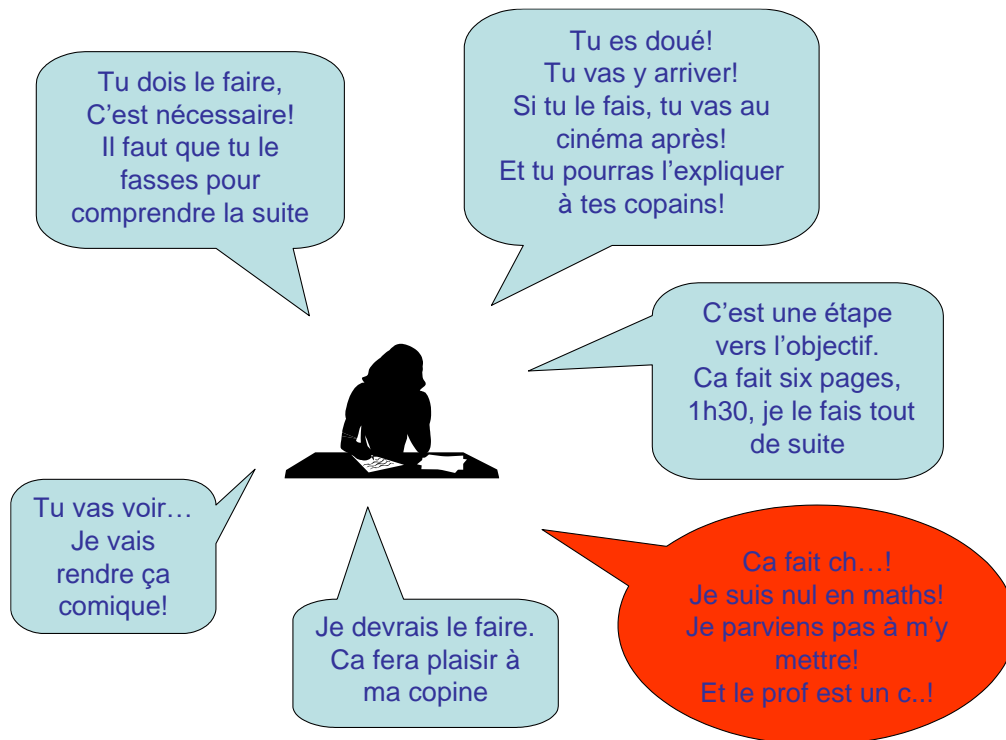 Tu dois le faire,
C’est nécessaire!
Il faut que tu le
fasses pour
comprendre la suite
Tu es doué!
Tu vas y arriver!
Si tu le fais, tu vas au
cinéma après!
Et tu pourras l’expliquer
à tes copains!
C’est une étape
vers l’objectif.
Ca fait six pages,
1h30, je le fais tout
de suite
Tu vas voir…
Je vais
rendre ça
comique!
Je devrais le faire.
Ca fera plaisir à
ma copine
Ca fait ch…!
Je suis nul en maths!
Je parviens pas à m’y
mettre!
Et le prof est un c..!